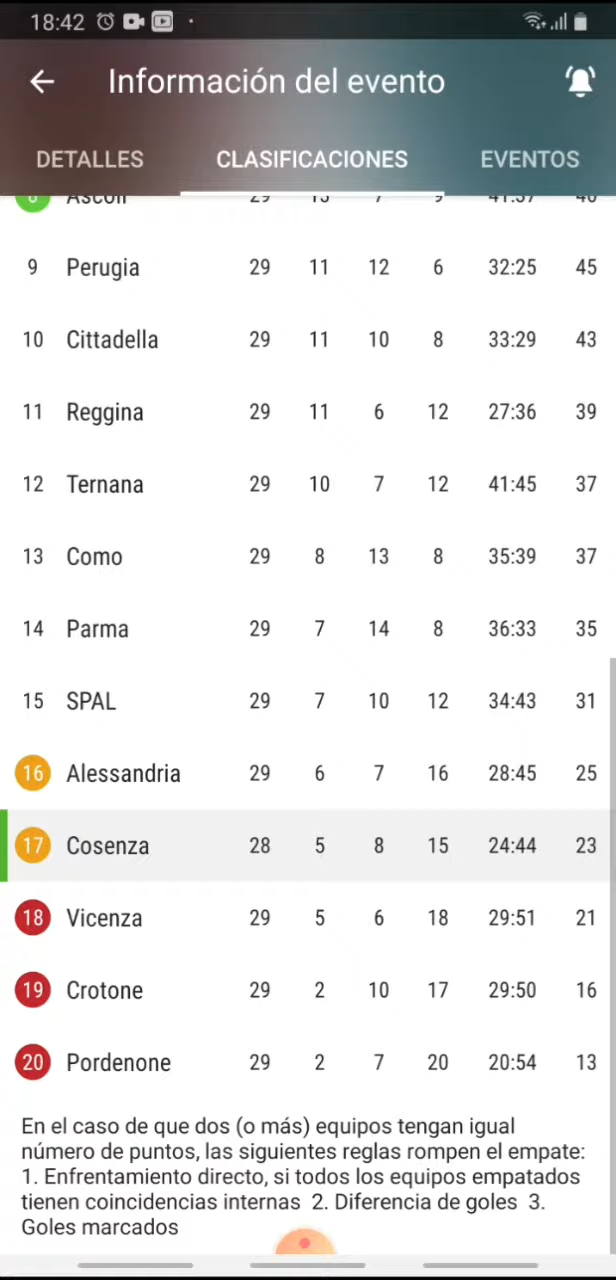 18:42
Información del evento
DETALLES CLASIFICACIONES EVENTOS
9 Perugia 29 11 12 6 32:25 45
10 Cittadella 29 11 10 8 33:29 43
11 Reggina 29 11 6 12 27:36 39
12 Ternana 29 10 7 12 41:45 37
13 Como 29 8 13 8 35:39 37
14 Parma 29 7 14 8 36:33 35
15 SPAL 29 7 10 12 34:43 31
16 Alessandria 29 6 7 16 28:45 25
17 Cosenza 28 5 8 15 24:44 23
18 Vicenza 29 5 6 18 29:51 21
19 Crotone 29 2 10 17 29:50 16
20 Pordenone 29 2 7 20 20:54 13
En el caso de que dos (o más) equipos tengan igual
número de puntos, las siguientes reglas rompen el empate:
1. Enfrentamiento directo, si todos los equipos empatados
tienen coincidencias internas 2. Diferencia de goles 3.
Goles marcados